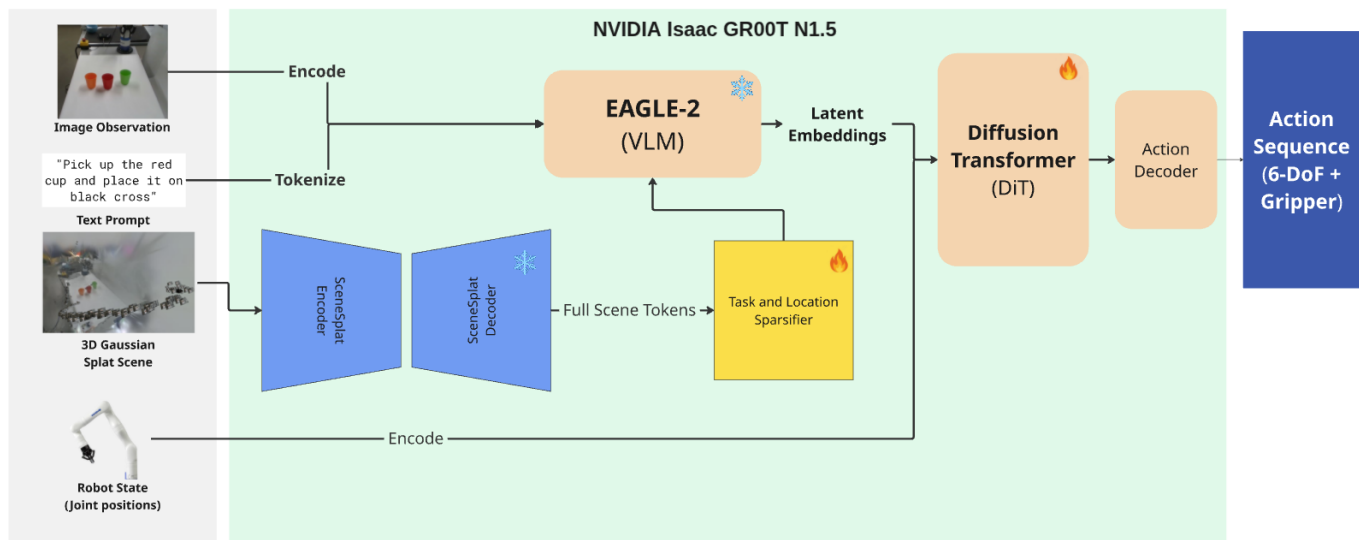 NVIDIA Isaac GR00T N1.5
Image Observation
Encode
"Pick up the red
cup and place it on
black cross"
Text Prompt
Tokenize
EAGLE-2
(VLM)
Latent
Embeddings
Diffusion
Transformer
(DiT)
Action
Decoder
Action
Sequence
(6-DoF +
Gripper)
3D Gaussian
Splat Scene
SceneSplat
Encoder
SceneSplat
Decoder
Full Scene Tokens
Task and Location
Sparsifier
Robot State
(Joint positions)
Encode